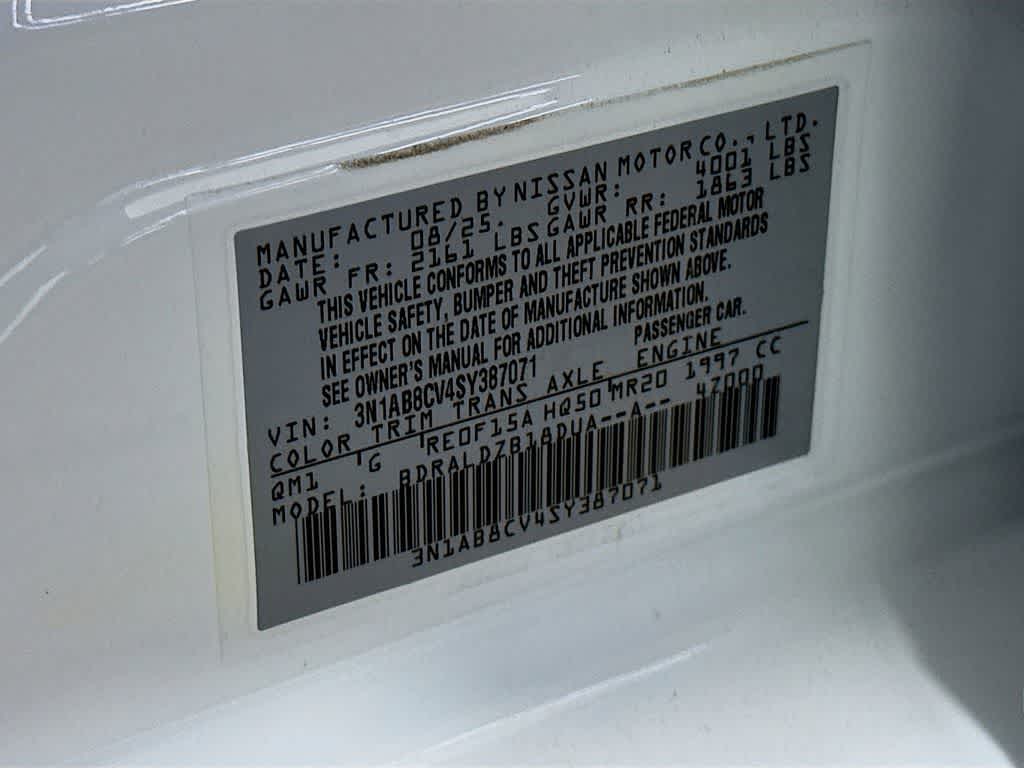 MANUFACTURED BY NISSAN MOTOR CO., LTD.
DATE: 08/25. GVWR: 4001 LBS
GAWR FR: 2161 LBS GAWR RR: 1863 LBS
THIS VEHICLE CONFORMS TO ALL APPLICABLE FEDERAL MOTOR
VEHICLE SAFETY, BUMPER AND THEFT PREVENTION STANDARDS
IN EFFECT ON THE DATE OF MANUFACTURE SHOWN ABOVE.
SEE OWNER'S MANUAL FOR ADDITIONAL INFORMATION.
VIN: 3N1AB8CV4SY387071 PASSENGER CAR.
COLOR TRIM TRANS AXLE ENGINE
QM1 G RE0F15A HQ50 MR20 1997 CC
MODEL: BDRALDZB18DUA--A-- 47000
3N1AB8CV4SY387071